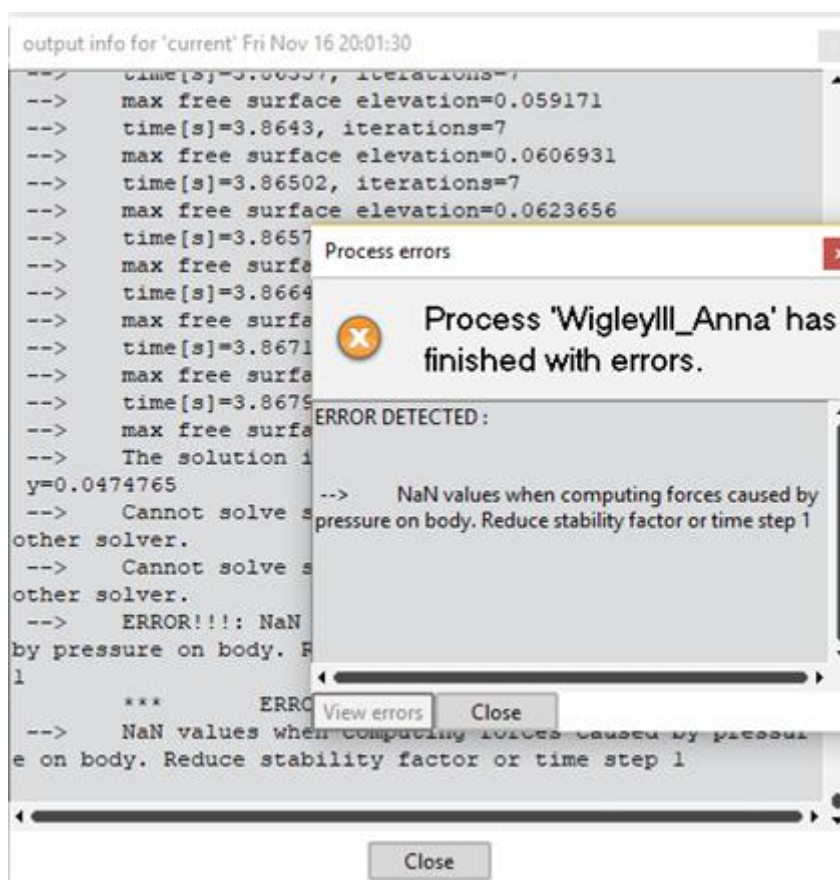 output info for 'current' Fri Nov 16 20:01:30
--> time[s]=3.86357, iterations=7
--> max free surface elevation=0.059171
--> time[s]=3.8643, iterations=7
--> max free surface elevation=0.0606931
--> time[s]=3.86502, iterations=7
--> max free surface elevation=0.0623656
--> time[s]=3.8657
--> max free surfa
--> time[s]=3.8664
--> max free surfa
--> time[s]=3.8671
--> max free surfa
--> time[s]=3.8679
--> max free surfa
--> The solution i
y=0.0474765
--> Cannot solve s
other solver.
--> Cannot solve s
other solver.
--> ERROR!!!: NaN
by pressure on body. R
1
*** ERRO
--> NaN values when computing forces caused by pressur
e on body. Reduce stability factor or time step 1
Close
Process errors
Process 'WigleyIII_Anna' has
finished with errors.
ERROR DETECTED :
--> NaN values when computing forces caused by
pressure on body. Reduce stability factor or time step 1
View errors Close